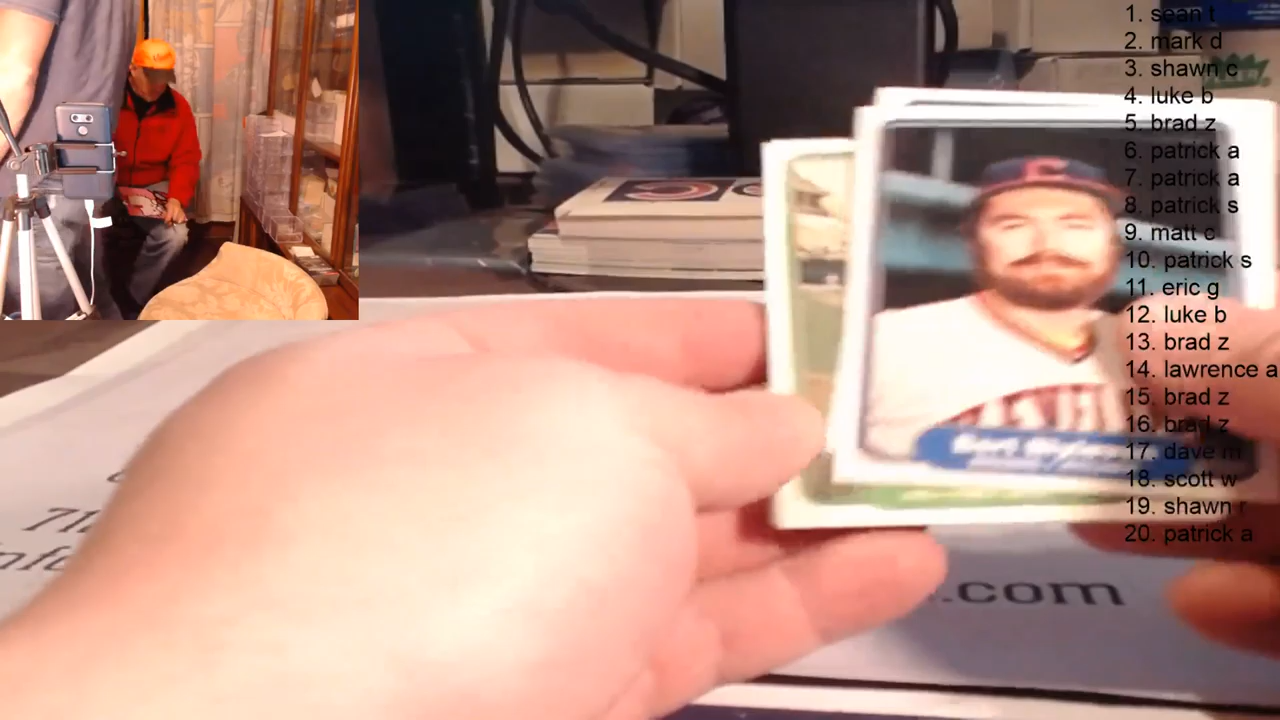 1. sean t
2. mark d
3. shawn c
4. luke b
5. brad z
6. patrick a
7. patrick a
8. patrick s
9. matt c
10. patrick s
11. eric g
12. luke b
13. brad z
14. lawrence a
15. brad z
16. brad z
17. dave m
18. scott w
19. shawn r
20. patrick a
Bert
.com